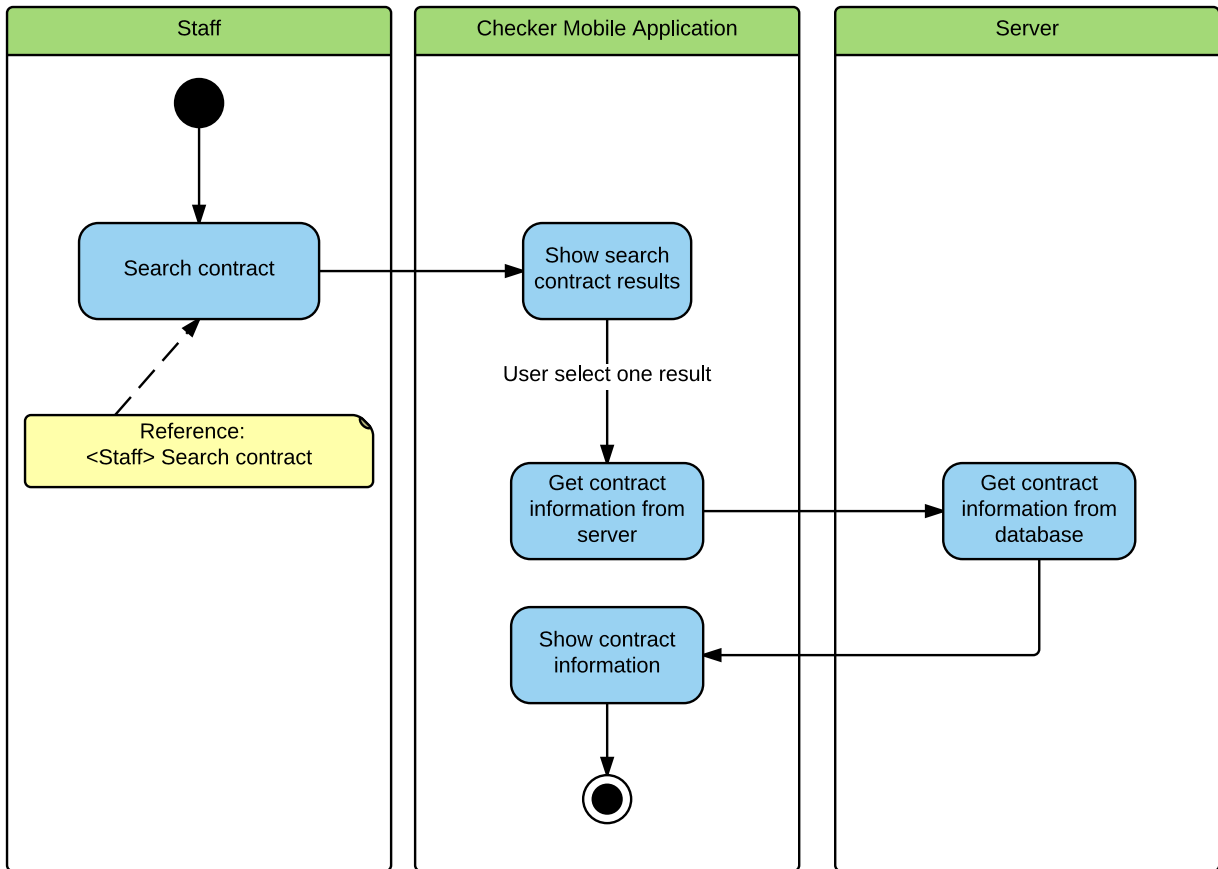 Staff
Checker Mobile Application
Server
Search contract
Show search
contract results
User select one result
Reference:
<Staff> Search contract
Get contract
information from
server
Get contract
information from
database
Show contract
information